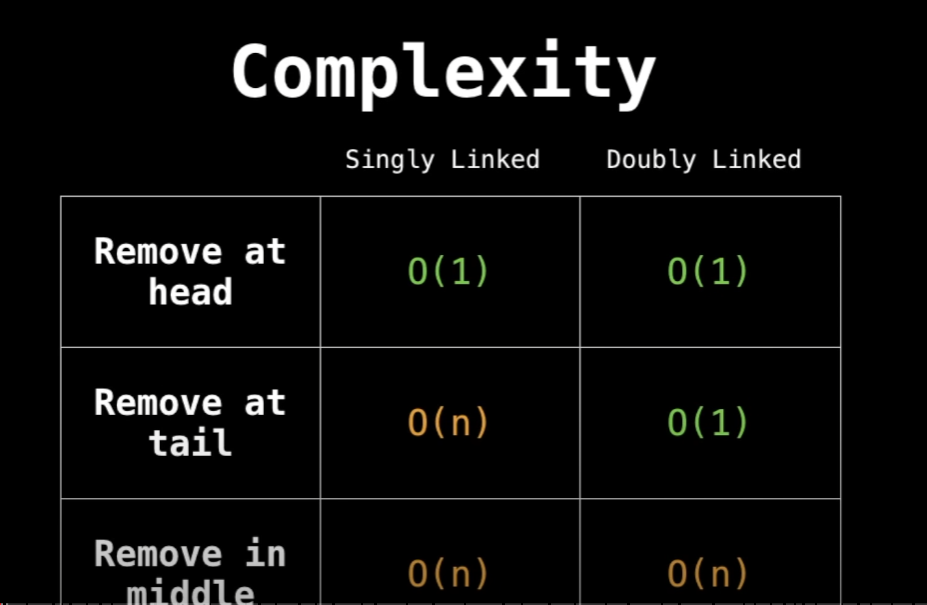 Complexity
Singly Linked Doubly Linked
Remove at
head
O(1) O(1)
Remove at
tail
O(n) O(1)
Remove in
middle
O(n) O(n)